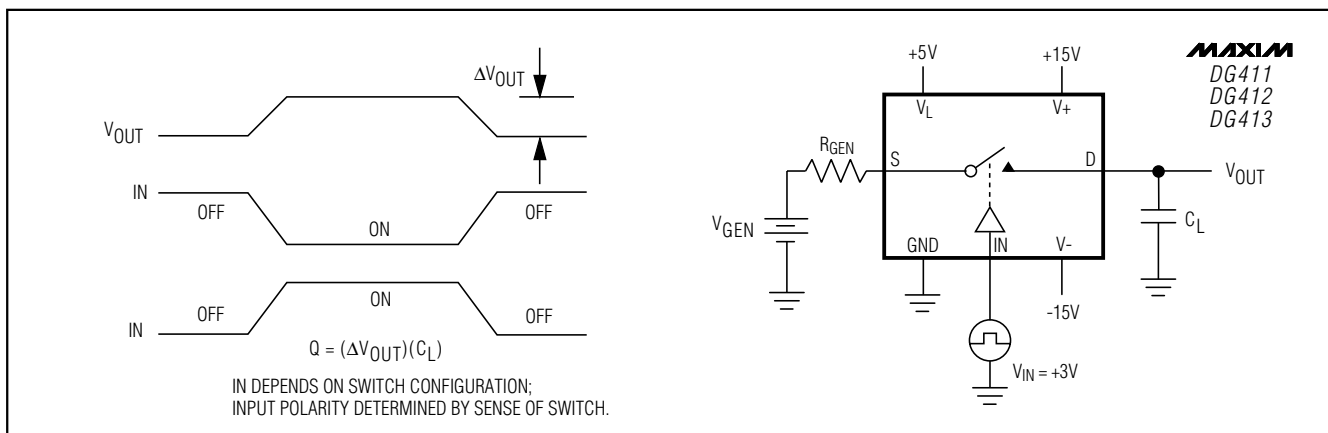 ΔVOUT
VOUT
IN
OFF
ON
OFF
IN
OFF
ON
OFF
Q = (ΔVOUT)(CL)
IN DEPENDS ON SWITCH CONFIGURATION;
INPUT POLARITY DETERMINED BY SENSE OF SWITCH.
+5V
+15V
MAXIM
DG411
DG412
DG413
VL
V+
RGEN
S
D
VOUT
VGEN
CL
GND
IN
V-
-15V
VIN = +3V